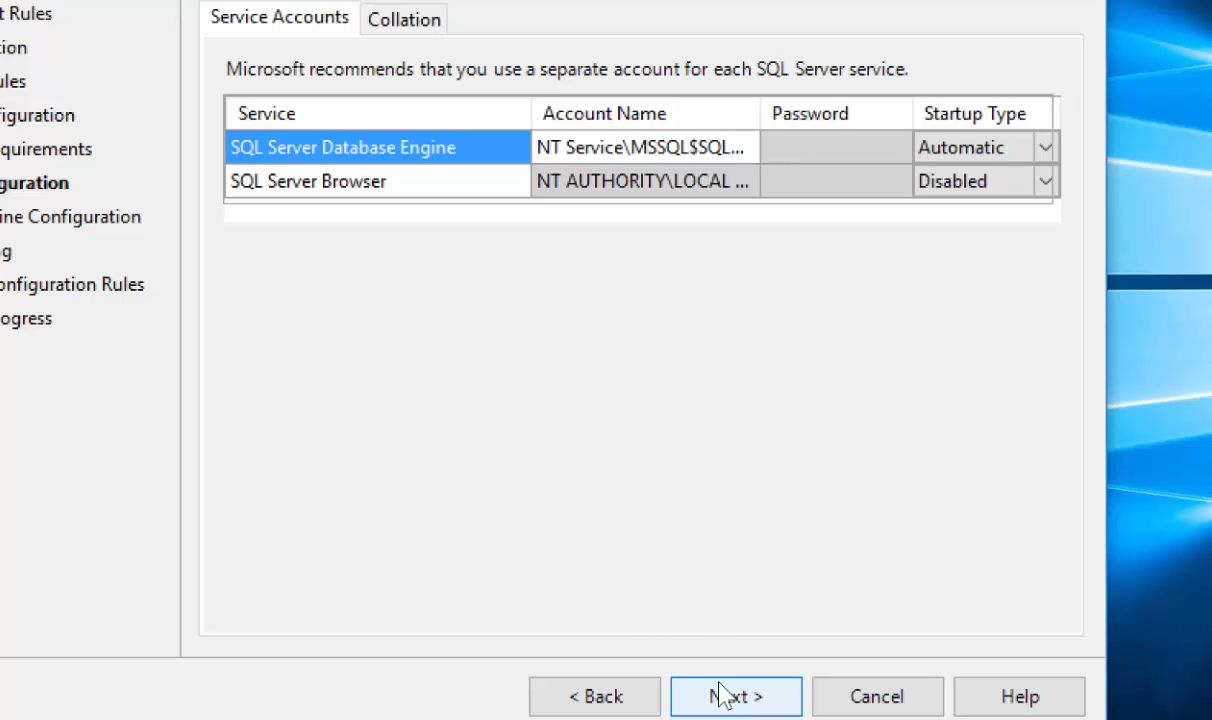 t Rules
ion
ules
figuration
quirements
guration
ine Configuration
g
onfiguration Rules
ogress
Service Accounts
Collation
Microsoft recommends that you use a separate account for each SQL Server service.
Service Account Name Password Startup Type
SQL Server Database Engine NT Service\MSSQL$SQL... Automatic
SQL Server Browser NT AUTHORITY\LOCAL ... Disabled
< Back Next > Cancel Help